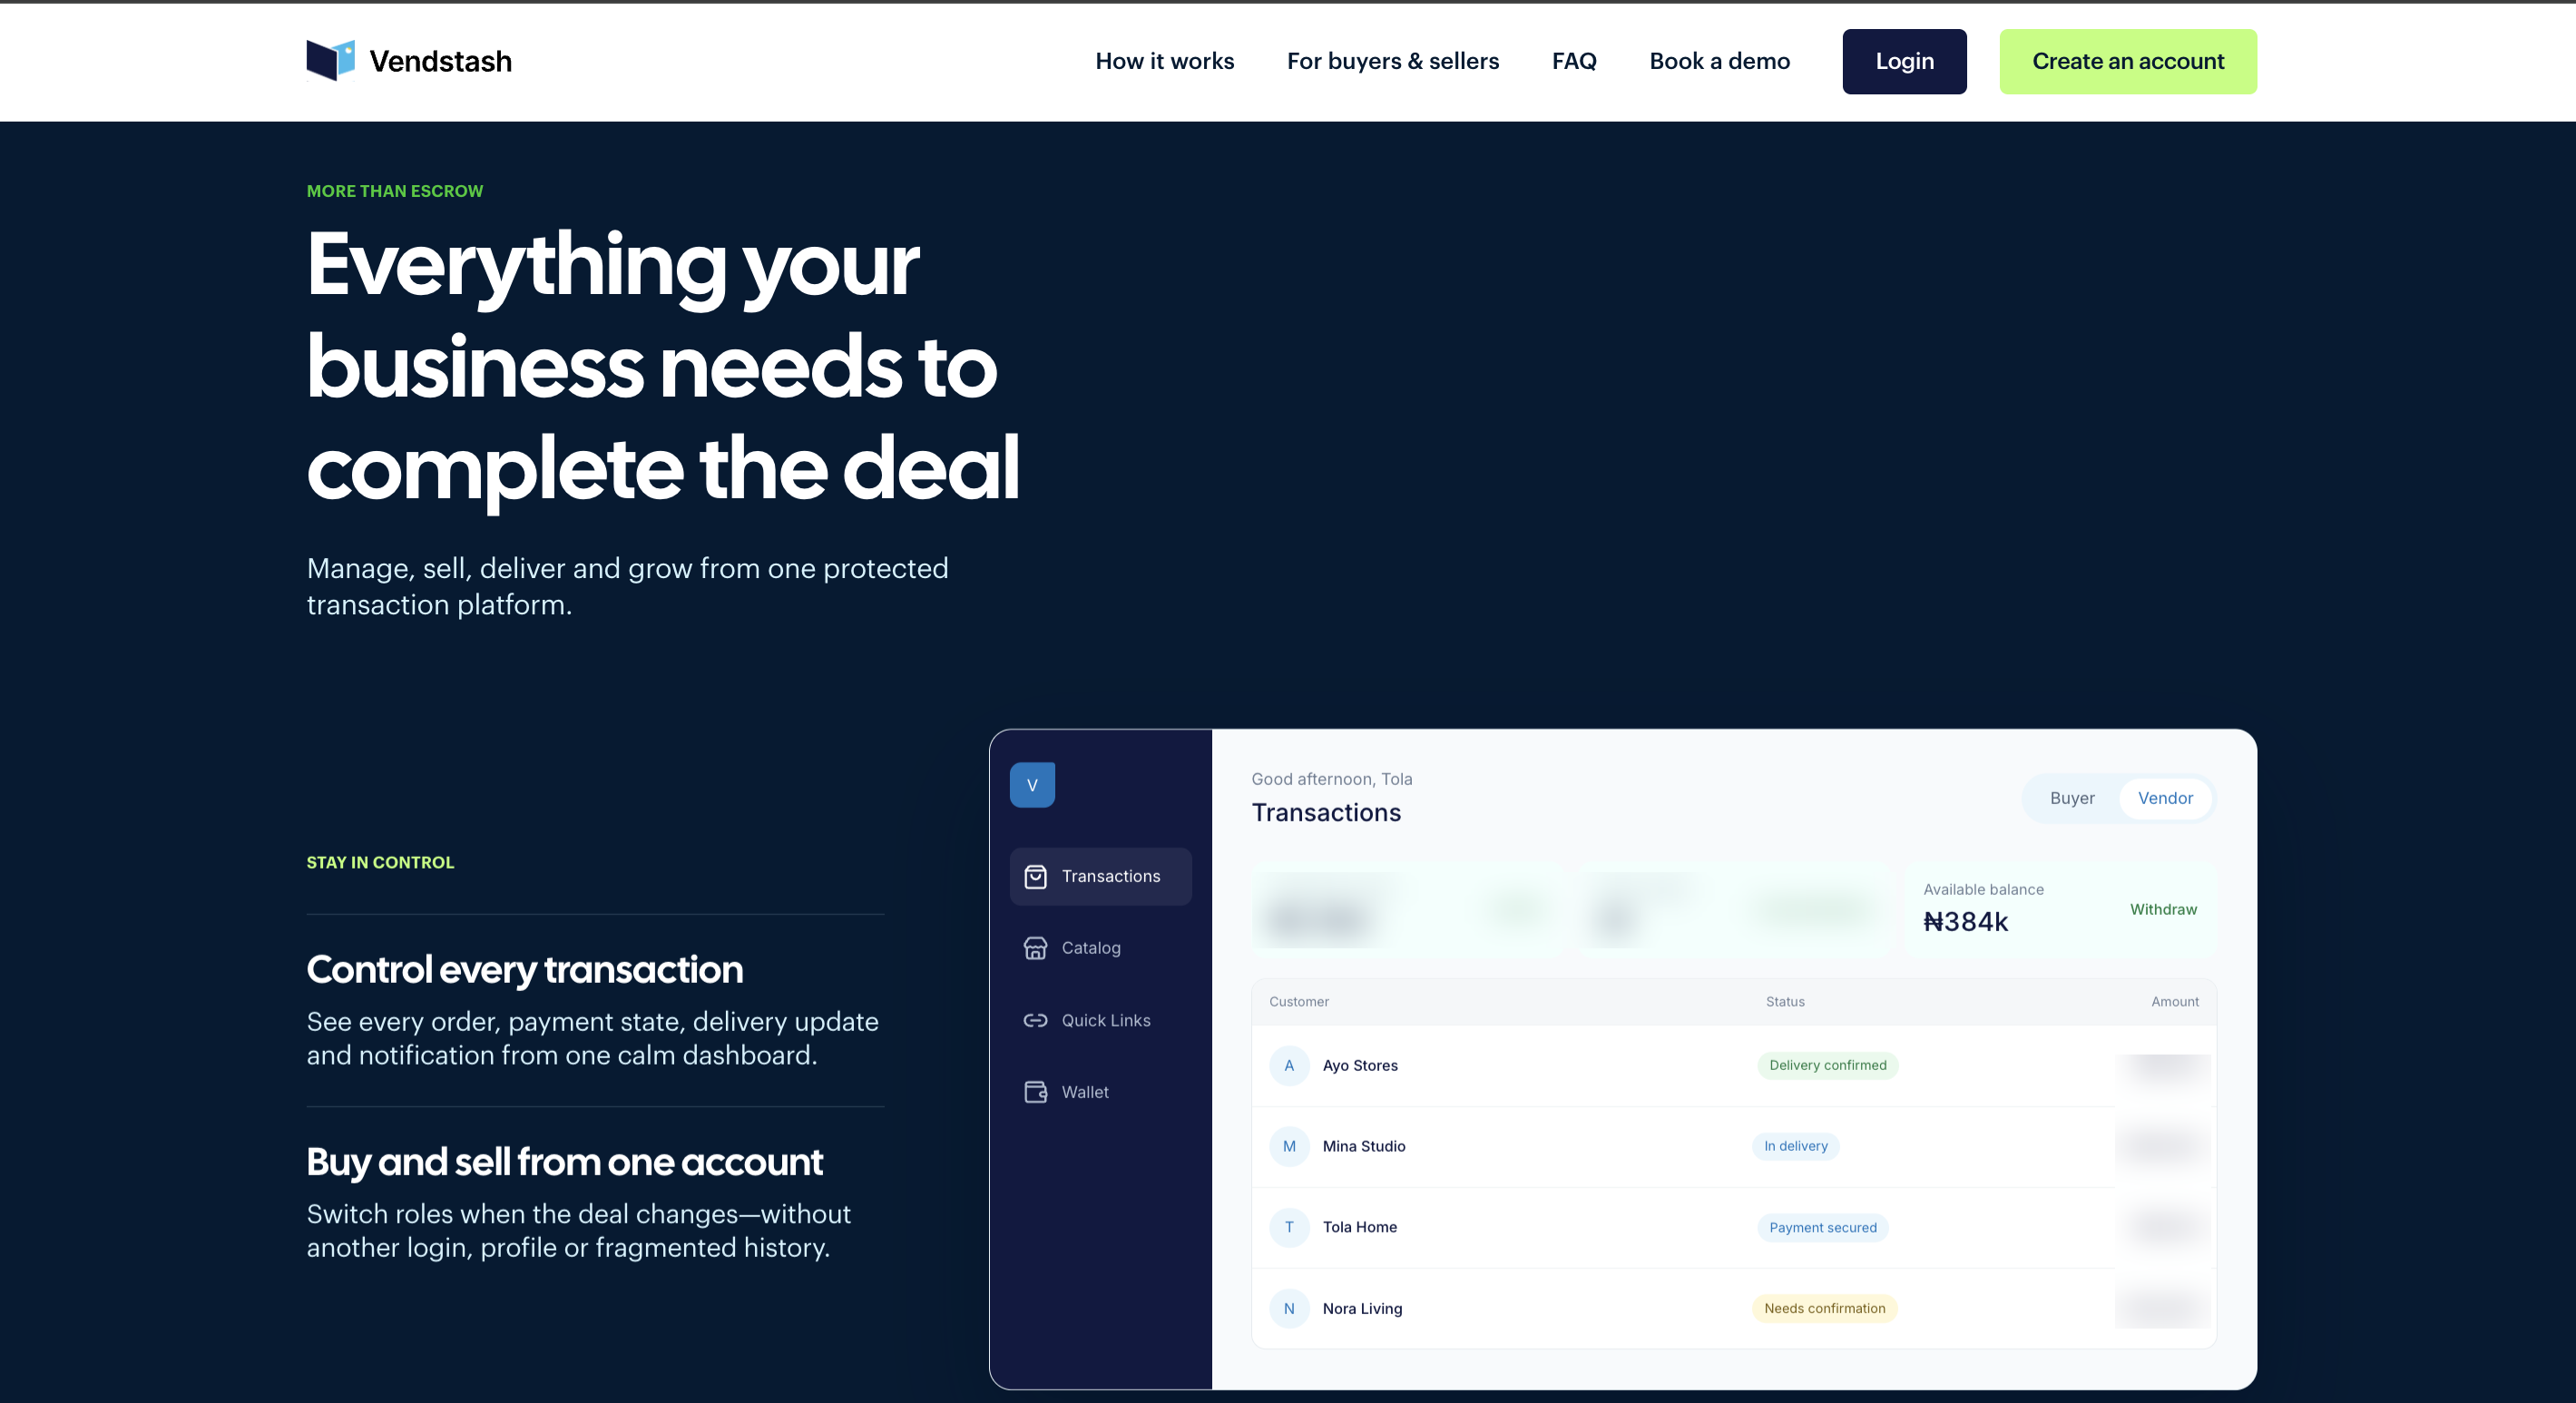 Vendstash
How it works
For buyers & sellers
FAQ
Book a demo
Login
Create an account
MORE THAN ESCROW
Everything your
business needs to
complete the deal
Manage, sell, deliver and grow from one protected
transaction platform.
STAY IN CONTROL
Control every transaction
See every order, payment state, delivery update
and notification from one calm dashboard.
Buy and sell from one account
Switch roles when the deal changes—without
another login, profile or fragmented history.
V
Transactions
Catalog
Quick Links
Wallet
Good afternoon, Tola
Transactions
Buyer
Vendor
Available balance
₦384k
Withdraw
Customer
Status
Amount
A
Ayo Stores
Delivery confirmed
M
Mina Studio
In delivery
T
Tola Home
Payment secured
N
Nora Living
Needs confirmation